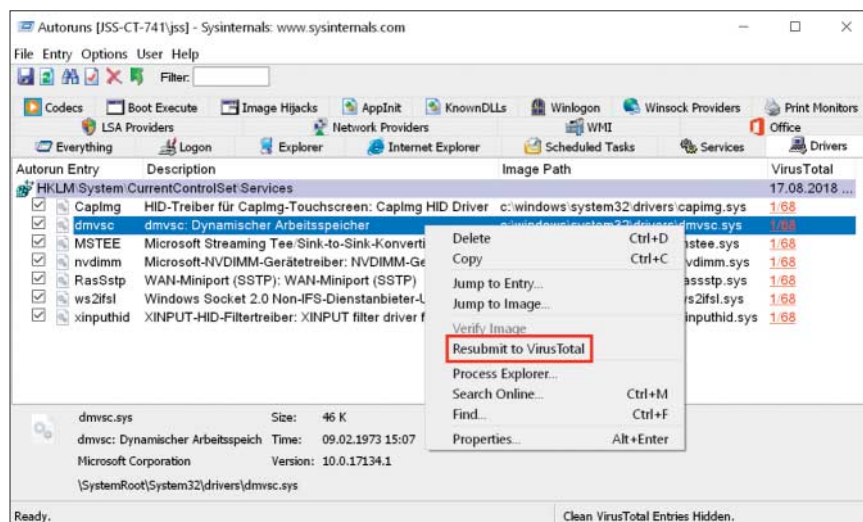 Autoruns [JSS-CT-741\jss] - Sysinternals: www.sysinternals.com
File Entry Options User Help
Filter:
Codecs Boot Execute Image Hijacks AppInit KnownDLLs Winlogon Winsock Providers Print Monitors
LSA Providers Network Providers WMI Office
Everything Logon Explorer Internet Explorer Scheduled Tasks Services Drivers
Autorun Entry Description Image Path VirusTotal
HKLM\System\CurrentControlSet\Services 17.08.2018 ...
CapImg HID-Treiber für CapImg-Touchscreen: CapImg HID Driver c:\windows\system32\drivers\capimg.sys 1/68
dmvsc dmvsc: Dynamischer Arbeitsspeicher c:\windows\system32\drivers\dmvsc.sys 1/68
MSTEE Microsoft Streaming Tee/Sink-to-Sink-Konverti stee.sys 1/68
nvdimm Microsoft-NVDIMM-Gerätetreiber: NVDIMM-Ge vdimm.sys 1/68
RasSstp WAN-Miniport (SSTP): WAN-Miniport (SSTP) assstp.sys 1/68
ws2ifsl Windows Socket 2.0 Non-IFS-Dienstanbieter-U s2ifsl.sys 1/68
xinputhid XINPUT-HID-Filtertreiber: XINPUT filter driver f inputhid.sys 1/68
Delete Ctrl+D
Copy Ctrl+C
Jump to Entry...
Jump to Image...
Verify Image
Resubmit to VirusTotal
Process Explorer...
Search Online... Ctrl+M
Find... Ctrl+F
Properties... Alt+Enter
dmvsc.sys Size: 46 K
dmvsc: Dynamischer Arbeitsspeich Time: 09.02.1973 15:07
Microsoft Corporation Version: 10.0.17134.1
\SystemRoot\System32\drivers\dmvsc.sys
Ready. Clean VirusTotal Entries Hidden.